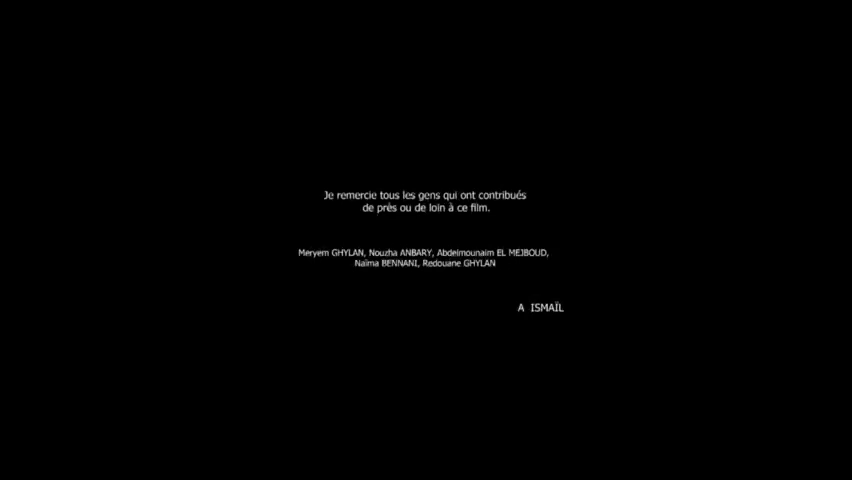 Je remercie tous les gens qui ont contribués
de près ou de loin à ce film.
Meryem GHYLAN, Nouzha ANBARY, Abdelmounaim EL MEJBOUD,
Naïma BENNANI, Redouane GHYLAN
A ISMAÏL